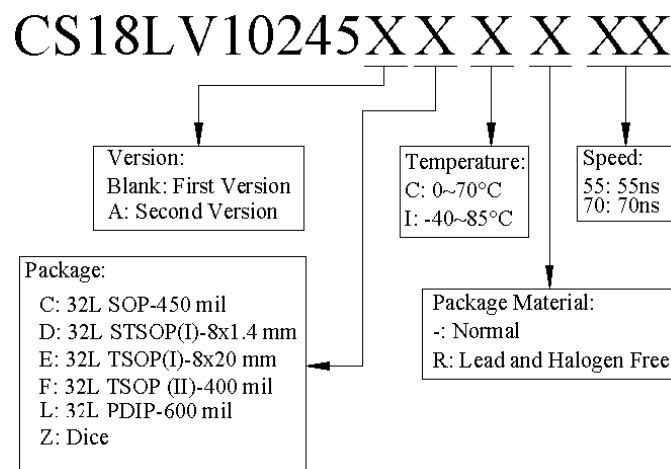 CS18LV10245X X X X XX
Version:
Blank: First Version
A: Second Version
Temperature:
C: 0~70°C
I: -40~85°C
Speed:
55: 55ns
70: 70ns
Package:
C: 32L SOP-450 mil
D: 32L STSOP(I)-8x1.4 mm
E: 32L TSOP(I)-8x20 mm
F: 32L TSOP (II)-400 mil
L: 32L PDIP-600 mil
Z: Dice
Package Material:
-: Normal
R: Lead and Halogen Free